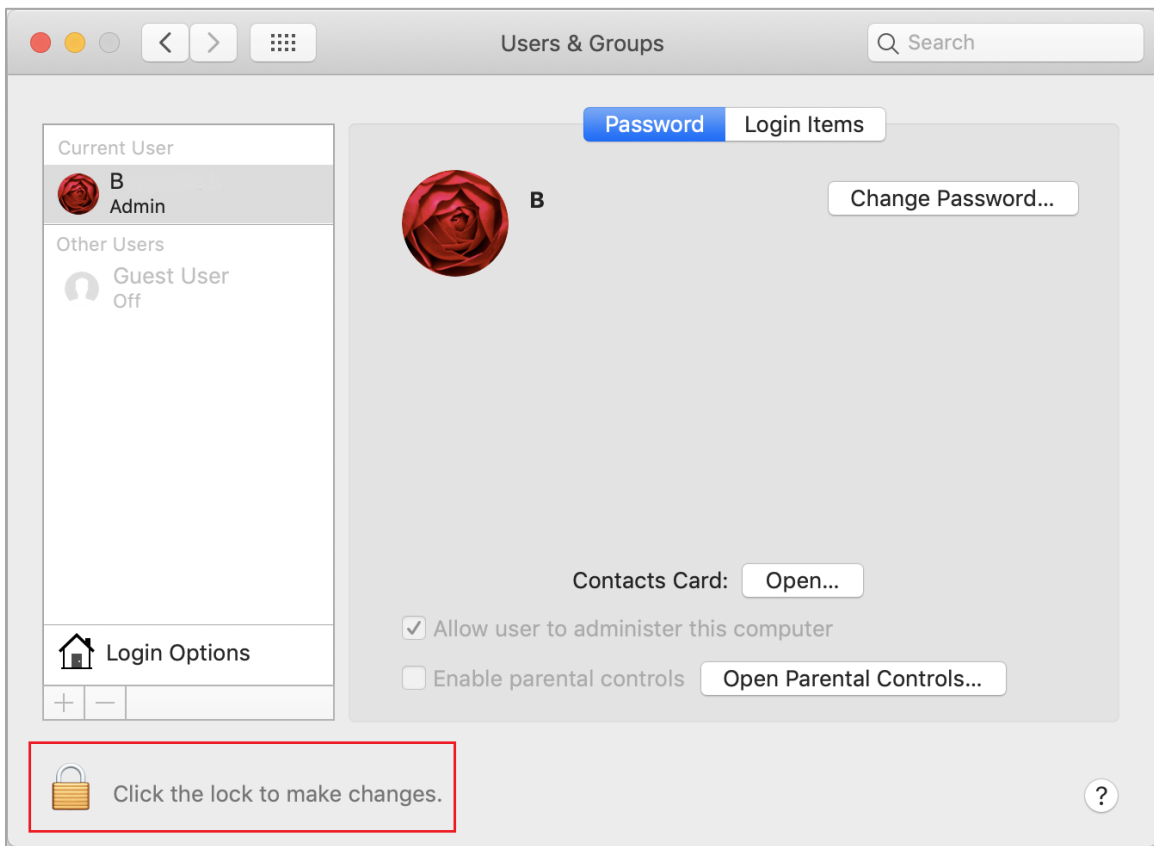 Users & Groups
Search
Password
Login Items
Current User
B
Admin
Other Users
Guest User
Off
Login Options
B
Change Password...
Contacts Card:
Open...
Allow user to administer this computer
Enable parental controls
Open Parental Controls...
Click the lock to make changes.
?